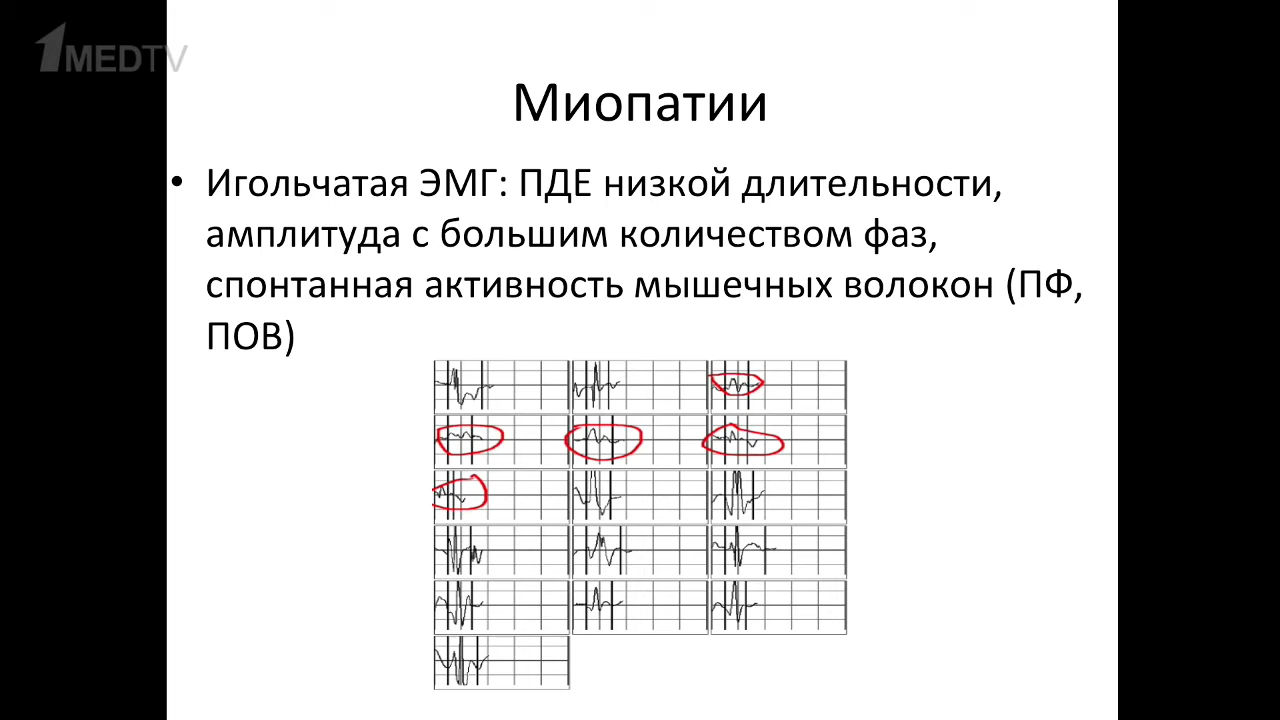 1MEDTV
Миопатии
• Игольчатая ЭМГ: ПДЕ низкой длительности,
амплитуда с большим количеством фаз,
спонтанная активность мышечных волокон (ПФ,
ПОВ)